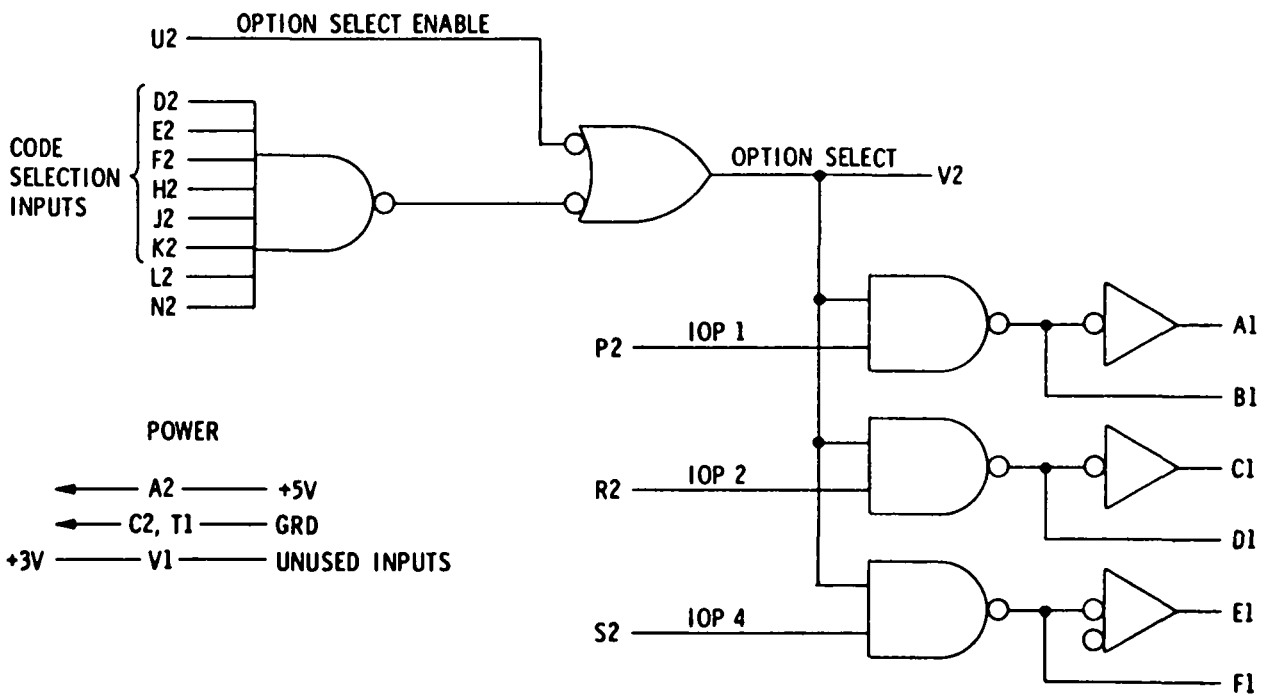 OPTION SELECT ENABLE
U2
D2
E2
CODE
SELECTION
INPUTS
F2
H2
J2
K2
L2
N2
OPTION SELECT
V2
P2
IOP 1
A1
B1
R2
IOP 2
C1
D1
S2
IOP 4
E1
F1
POWER
A2 +5V
C2, T1 GRD
+3V V1 UNUSED INPUTS